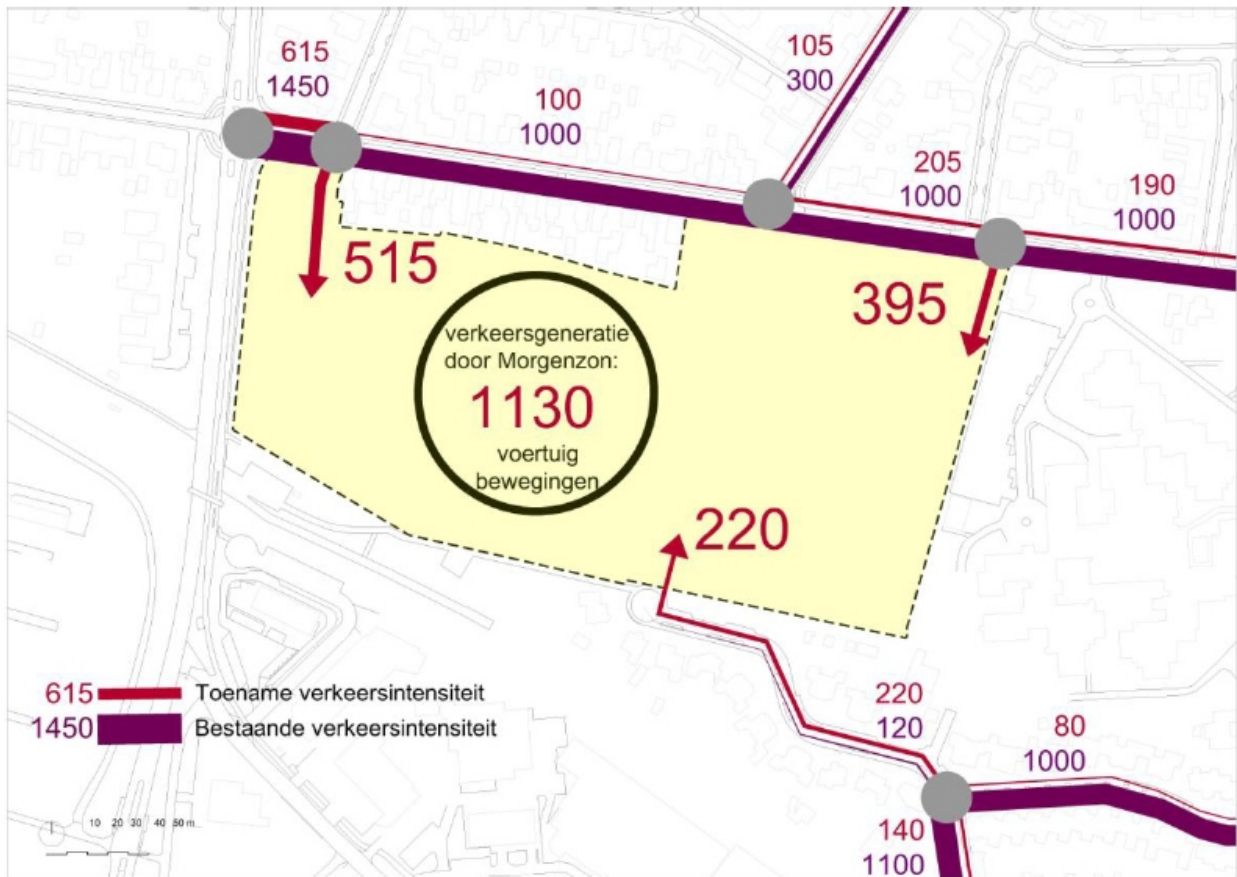 615
1450
100
1000
105
300
205
1000
190
1000
515
395
verkeersgeneratie
door Morgenzon:
1130
voertuig
bewegingen
220
615 Toename verkeersintensiteit
1450 Bestaande verkeersintensiteit
220
120
80
1000
140
1100
10 20 30 40 50 m